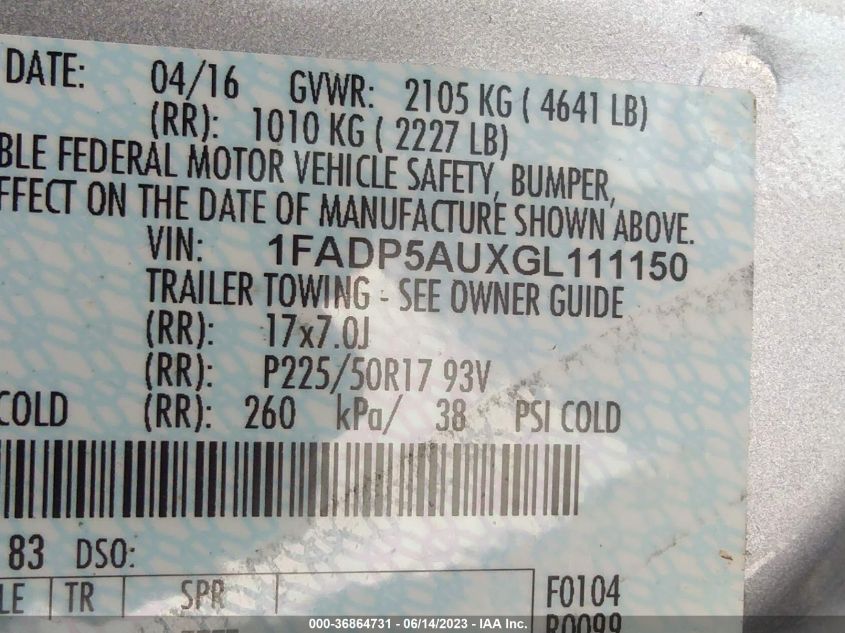 DATE: 04/16 GVWR: 2105 KG ( 4641 LB)
(RR): 1010 KG ( 2227 LB)
BLE FEDERAL MOTOR VEHICLE SAFETY, BUMPER,
FFECT ON THE DATE OF MANUFACTURE SHOWN ABOVE.
VIN: 1FADP5AUXGL111150
TRAILER TOWING - SEE OWNER GUIDE
(RR): 17x7.0J
(RR): P225/50R17 93V
COLD (RR): 260 kPa/ 38 PSI COLD
83 DSO:
LE TR SPR F0104
R0099
000-36864731 - 06/14/2023 - IAA Inc.